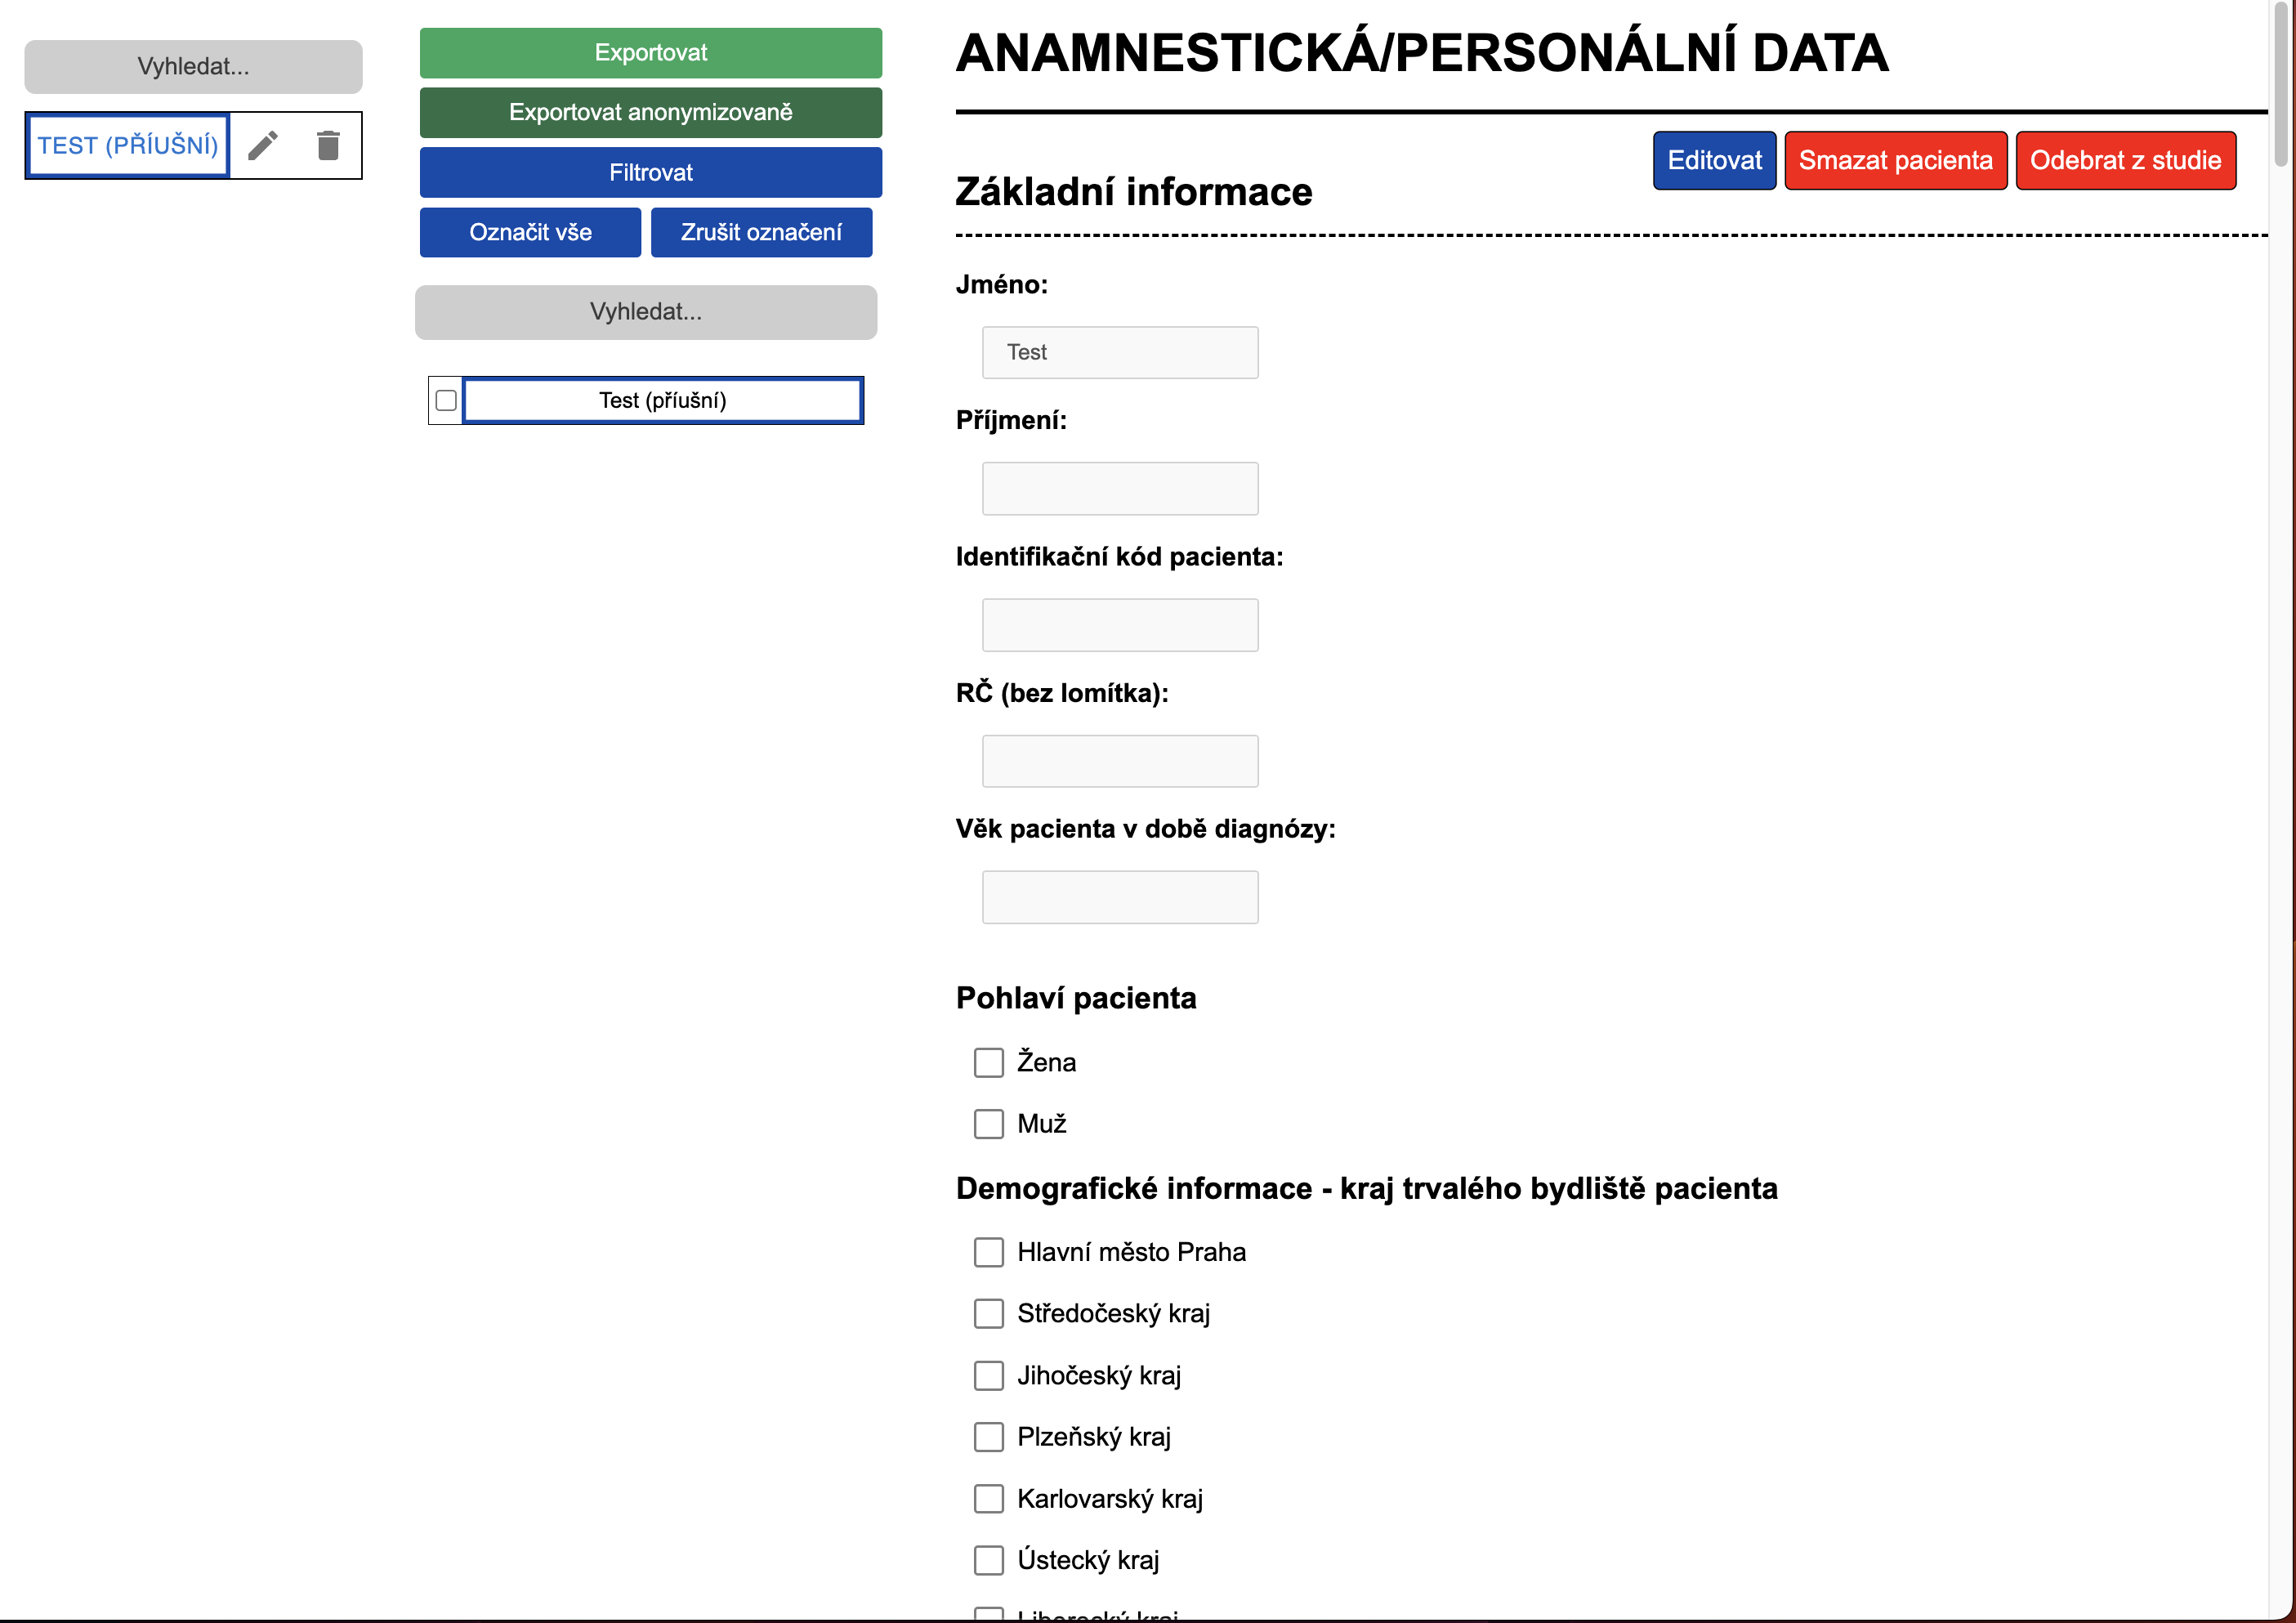 Vyhledat...
TEST (PŘÍUŠNÍ)
Exportovat
Exportovat anonymizovaně
Filtrovat
Označit vše
Zrušit označení
Vyhledat...
Test (příušní)
ANAMNESTICKÁ/PERSONÁLNÍ DATA
Editovat
Smazat pacienta
Odebrat z studie
Základní informace
Jméno:
Test
Příjmení:
Identifikační kód pacienta:
RČ (bez lomítka):
Věk pacienta v době diagnózy:
Pohlaví pacienta
Žena
Muž
Demografické informace - kraj trvalého bydliště pacienta
Hlavní město Praha
Středočeský kraj
Jihočeský kraj
Plzeňský kraj
Karlovarský kraj
Ústecký kraj
Liberecký kraj